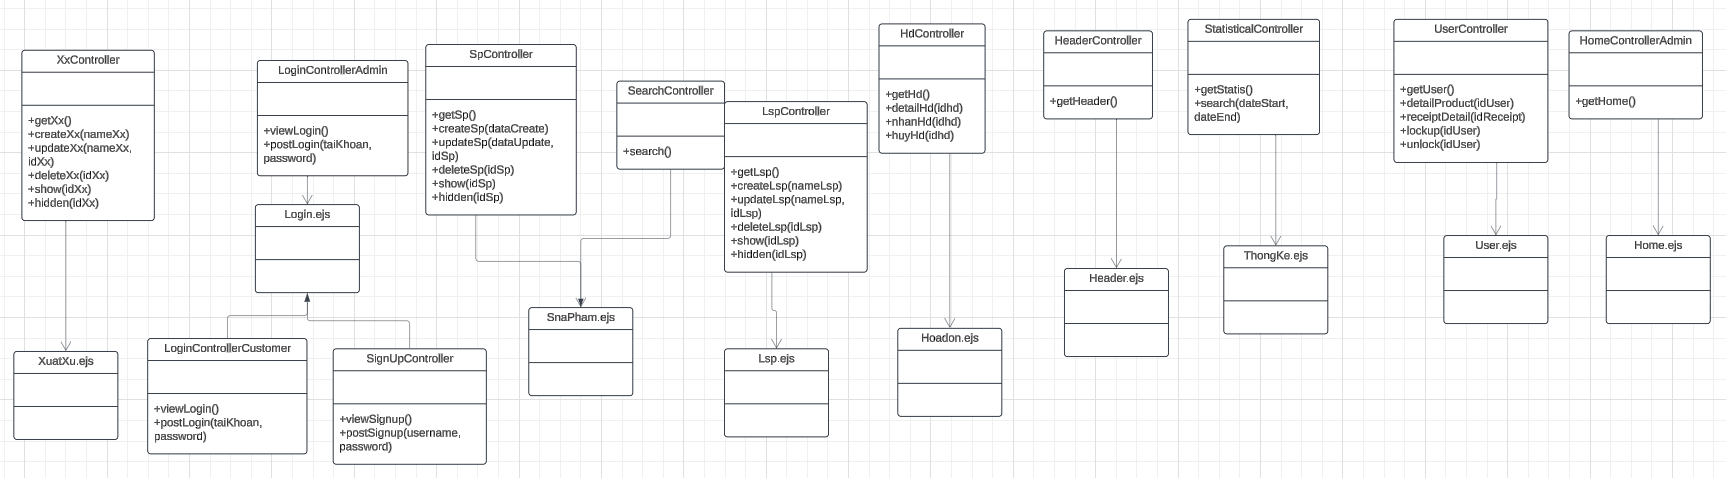 XxController
+getXx()
+createXx(nameXx)
+updateXx(nameXx,
idXx)
+deleteXx(idXx)
+show(idXx)
+hidden(idXx)
LoginControllerAdmin
+viewLogin()
+postLogin(taiKhoan,
password)
SpController
+getSp()
+createSp(dataCreate)
+updateSp(dataUpdate,
idSp)
+deleteSp(idSp)
+show(idSp)
+hidden(idSp)
SearchController
+search()
LspController
+getLsp()
+createLsp(nameLsp)
+updateLsp(nameLsp,
idLsp)
+deleteLsp(idLsp)
+show(idLsp)
+hidden(idLsp)
HdController
+getHd()
+detailHd(idhd)
+nhanHd(idhd)
+huyHd(idhd)
HeaderController
+getHeader()
StatisticalController
+getStatis()
+search(dateStart,
dateEnd)
UserController
+getUser()
+detailProduct(idUser)
+receiptDetail(idReceipt)
+lockup(idUser)
+unlock(idUser)
HomeControllerAdmin
+getHome()
Login.ejs
XuatXu.ejs
LoginControllerCustomer
+viewLogin()
+postLogin(taiKhoan,
password)
SignUpController
+viewSignup()
+postSignup(username,
password)
SnaPham.ejs
Lsp.ejs
Hoadon.ejs
Header.ejs
ThongKe.ejs
User.ejs
Home.ejs